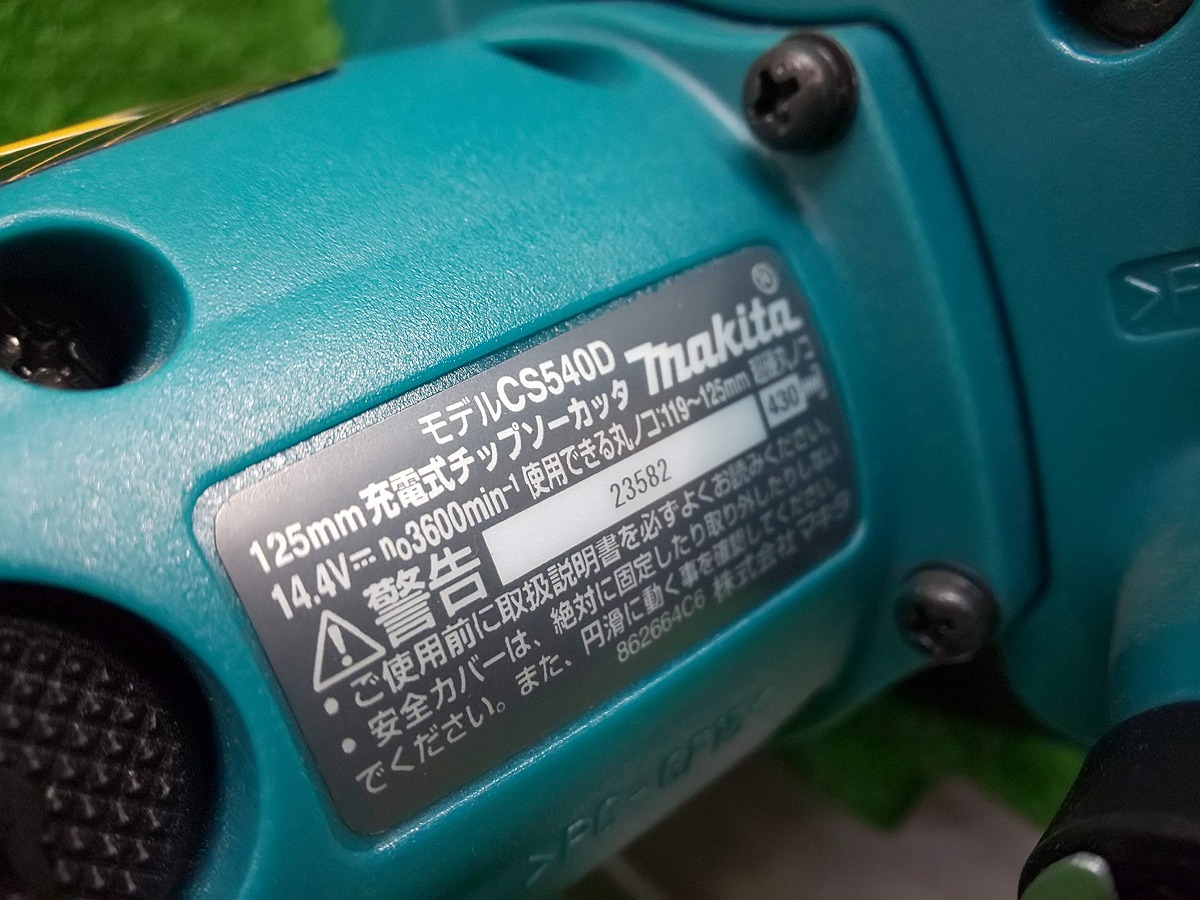 makita®
モデルCS540D
125mm充電式チップソーカッタ
14.4V⎓ n₀3600min⁻¹ 使用できる丸ノコ:119〜125mm 超硬丸ノコ
警告
23582
430
・ご使用前に取扱説明書を必ずよくお読みください。
・安全カバーは、絶対に固定したり取り外したりしない
でください。また、円滑に動く事を確認してください。
862664C6 株式会社 マキタ
>PC-GF15<
>P